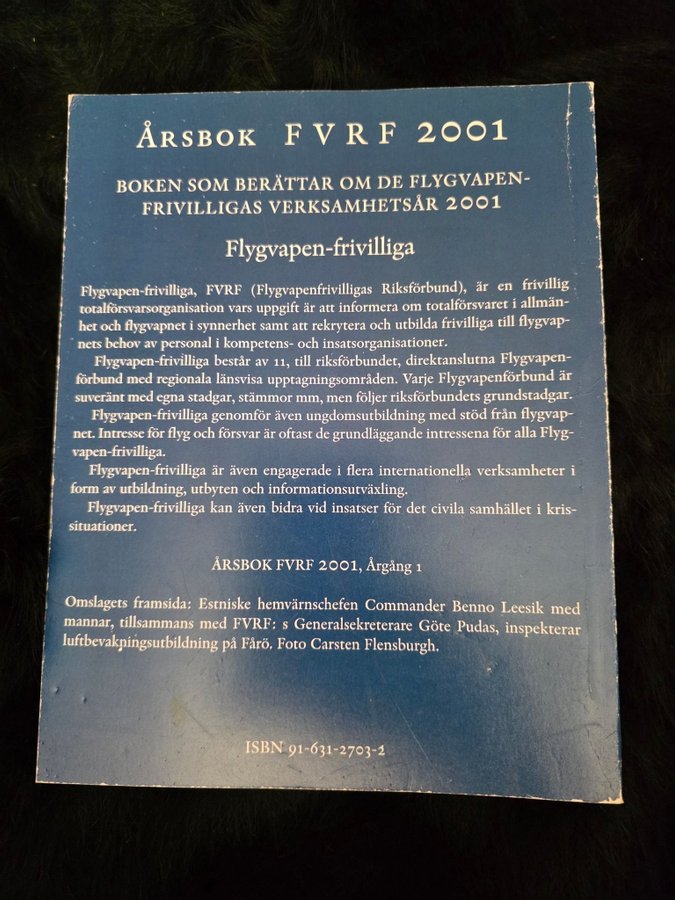 ÅRSBOK FVRF 2001
BOKEN SOM BERÄTTAR OM DE FLYGVAPEN-
FRIVILLIGAS VERKSAMHETSÅR 2001
Flygvapen-frivilliga
Flygvapen-frivilliga, FVRF (Flygvapenfrivilligas Riksförbund), är en frivillig
totalförsvarsorganisation vars uppgift är att informera om totalförsvaret i allmän-
het och flygvapnet i synnerhet samt att rekrytera och utbilda frivilliga till flygvap-
nets behov av personal i kompetens- och insatsorganisationer.
Flygvapen-frivilliga består av 11, till riksförbundet, direktanslutna Flygvapen-
förbund med regionala länsvisa upptagningsområden. Varje Flygvapenförbund är
suveränt med egna stadgar, stämmor mm, men följer riksförbundets grundstadgar.
Flygvapen-frivilliga genomför även ungdomsutbildning med stöd från flygvap-
net. Intresse för flyg och försvar är oftast de grundläggande intressena för alla Flyg-
vapen-frivilliga.
Flygvapen-frivilliga är även engagerade i flera internationella verksamheter i
form av utbildning, utbyten och informationsutväxling.
Flygvapen-frivilliga kan även bidra vid insatser för det civila samhället i kris-
situationer.
ÅRSBOK FVRF 2001, Årgång 1
Omslagets framsida: Estniske hemvärnschefen Commander Benno Leesik med
mannar, tillsammans med FVRF: s Generalsekreterare Göte Pudas, inspekterar
luftbevakningsutbildning på Fårö. Foto Carsten Flensburgh.
ISBN 91-631-2703-2